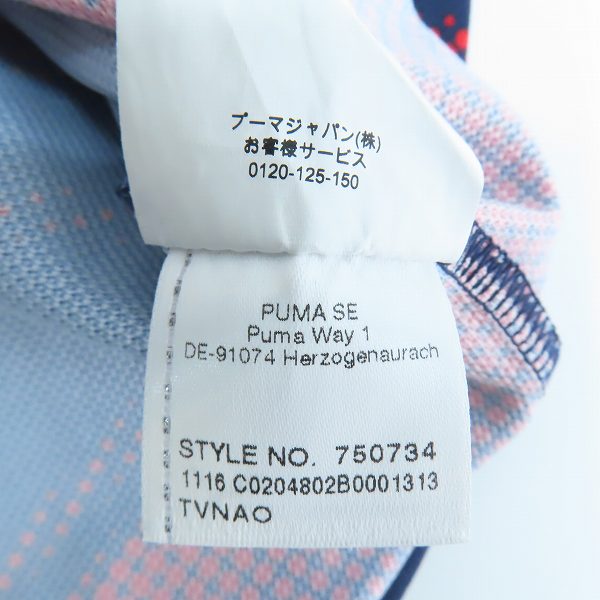 プーマジャパン(株)
お客様サービス
0120-125-150
PUMA SE
Puma Way 1
DE-91074 Herzogenaurach
STYLE NO. 750734
1116 C0204802B0001313
TVNAO